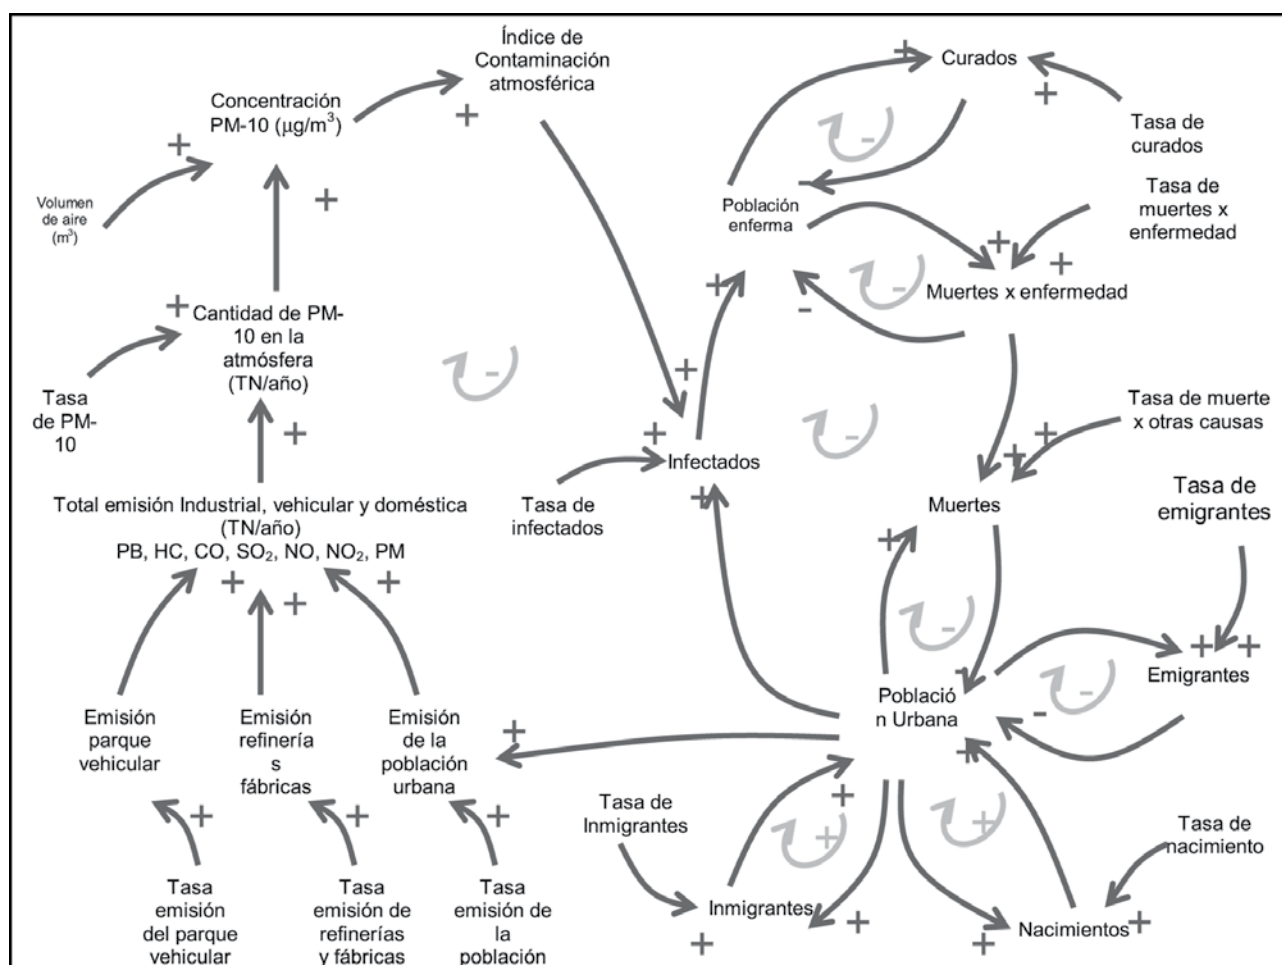 Índice de
Contaminación
atmosférica
Curados
Concentración
PM-10 (μg/m³)
Tasa de
curados
Volumen
de aire
(m³)
Población
enferma
Tasa de
muertes x
enfermedad
Muertes x enfermedad
Cantidad de PM-
10 en la
atmósfera
(TN/año)
Tasa
de PM-
10
Tasa de muerte
x otras causas
Infectados
Tasa de
infectados
Muertes
Tasa de
emigrantes
Total emisión Industrial, vehicular y doméstica
(TN/año)
PB, HC, CO, SO₂, NO, NO₂, PM
Emigrantes
Població
n Urbana
Emisión
parque
vehicular
Emisión
refinería
s
fábricas
Emisión
de la
población
urbana
Tasa de
Inmigrantes
Tasa de
nacimiento
Inmigrantes
Nacimientos
Tasa
emisión
del parque
vehicular
Tasa
emisión de
refinerías
y fábricas
Tasa
emisión de
la
población